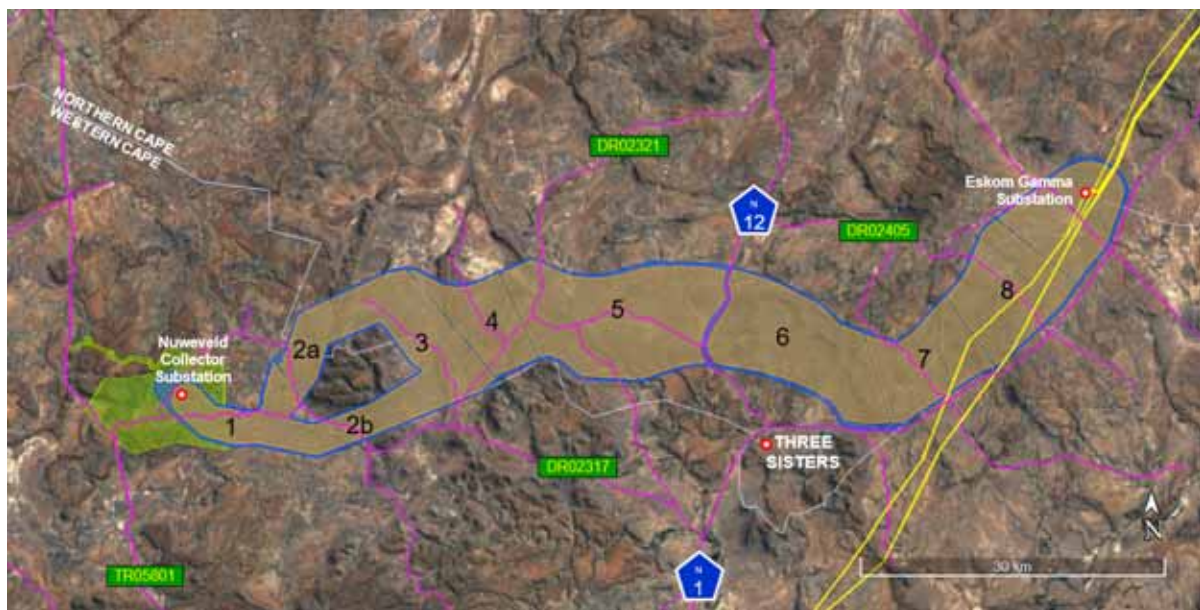 NORTHERN CAPE
WESTERN CAPE
DR02321
N
12
Eskom Gamma
Substation
DR02405
Nuweveld
Collector
Substation
1
2a
2b
3
4
5
6
7
8
THREE
SISTERS
DR02317
TR05801
N
1
N
30 km